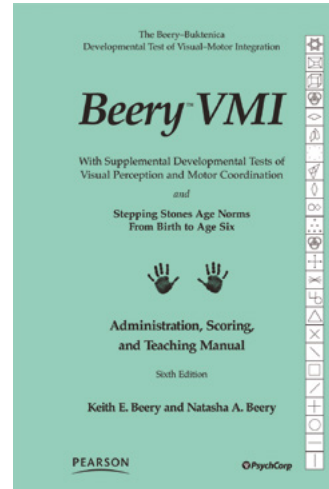 The Beery–Buktenica
Developmental Test of Visual–Motor Integration
Beery™ VMI
With Supplemental Developmental Tests of
Visual Perception and Motor Coordination
and
Stepping Stones Age Norms
From Birth to Age Six
Administration, Scoring,
and Teaching Manual
Sixth Edition
Keith E. Beery and Natasha A. Beery
PEARSON
PsychCorp